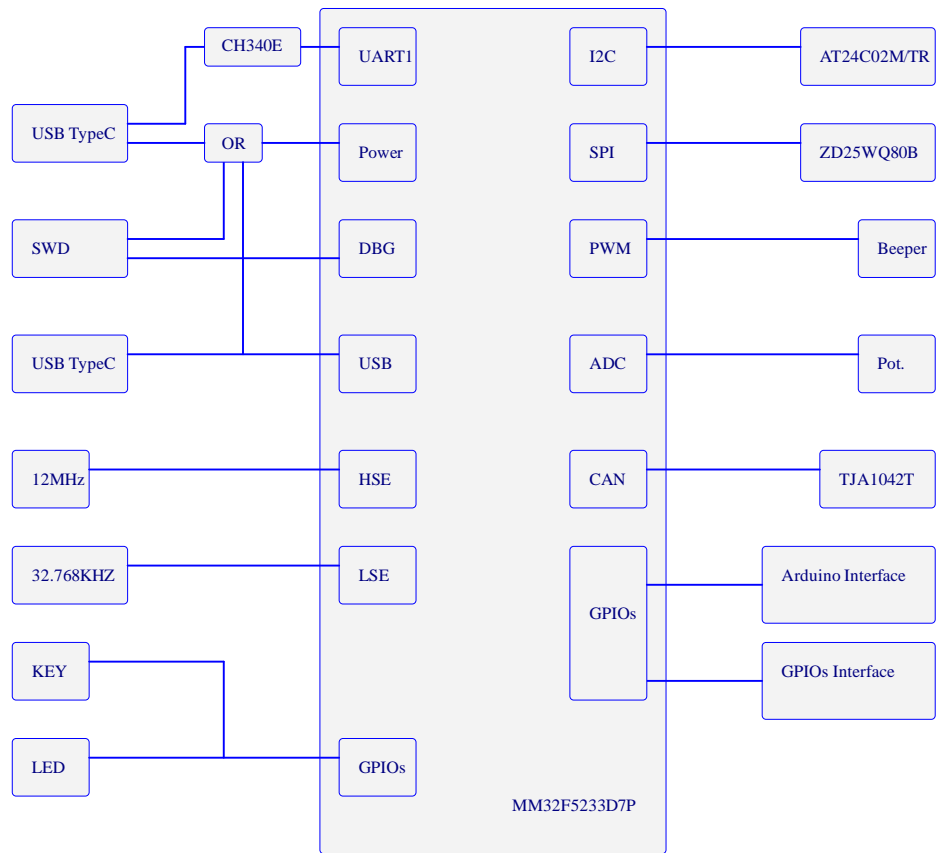 CH340E
UART1
I2C
AT24C02M/TR
USB TypeC
OR
Power
SPI
ZD25WQ80B
SWD
DBG
PWM
Beeper
USB TypeC
USB
ADC
Pot.
12MHz
HSE
CAN
TJA1042T
32.768KHZ
LSE
GPIOs
Arduino Interface
KEY
GPIOs Interface
LED
GPIOs
MM32F5233D7P